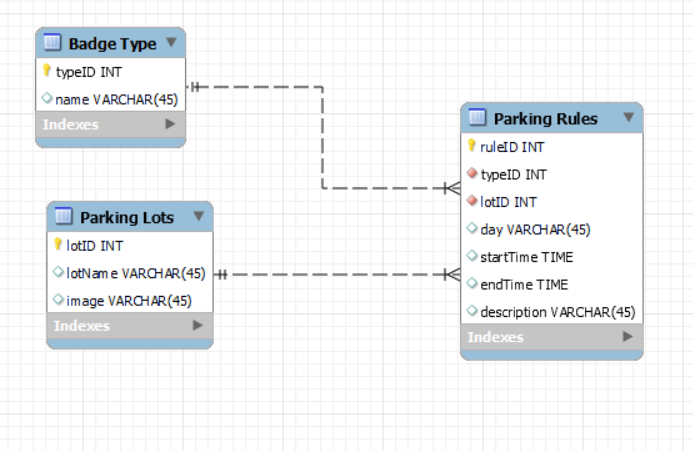 Badge Type
typeID INT
name VARCHAR(45)
Indexes
Parking Lots
lotID INT
lotName VARCHAR(45)
image VARCHAR(45)
Indexes
Parking Rules
ruleID INT
typeID INT
lotID INT
day VARCHAR(45)
startTime TIME
endTime TIME
description VARCHAR(45)
Indexes